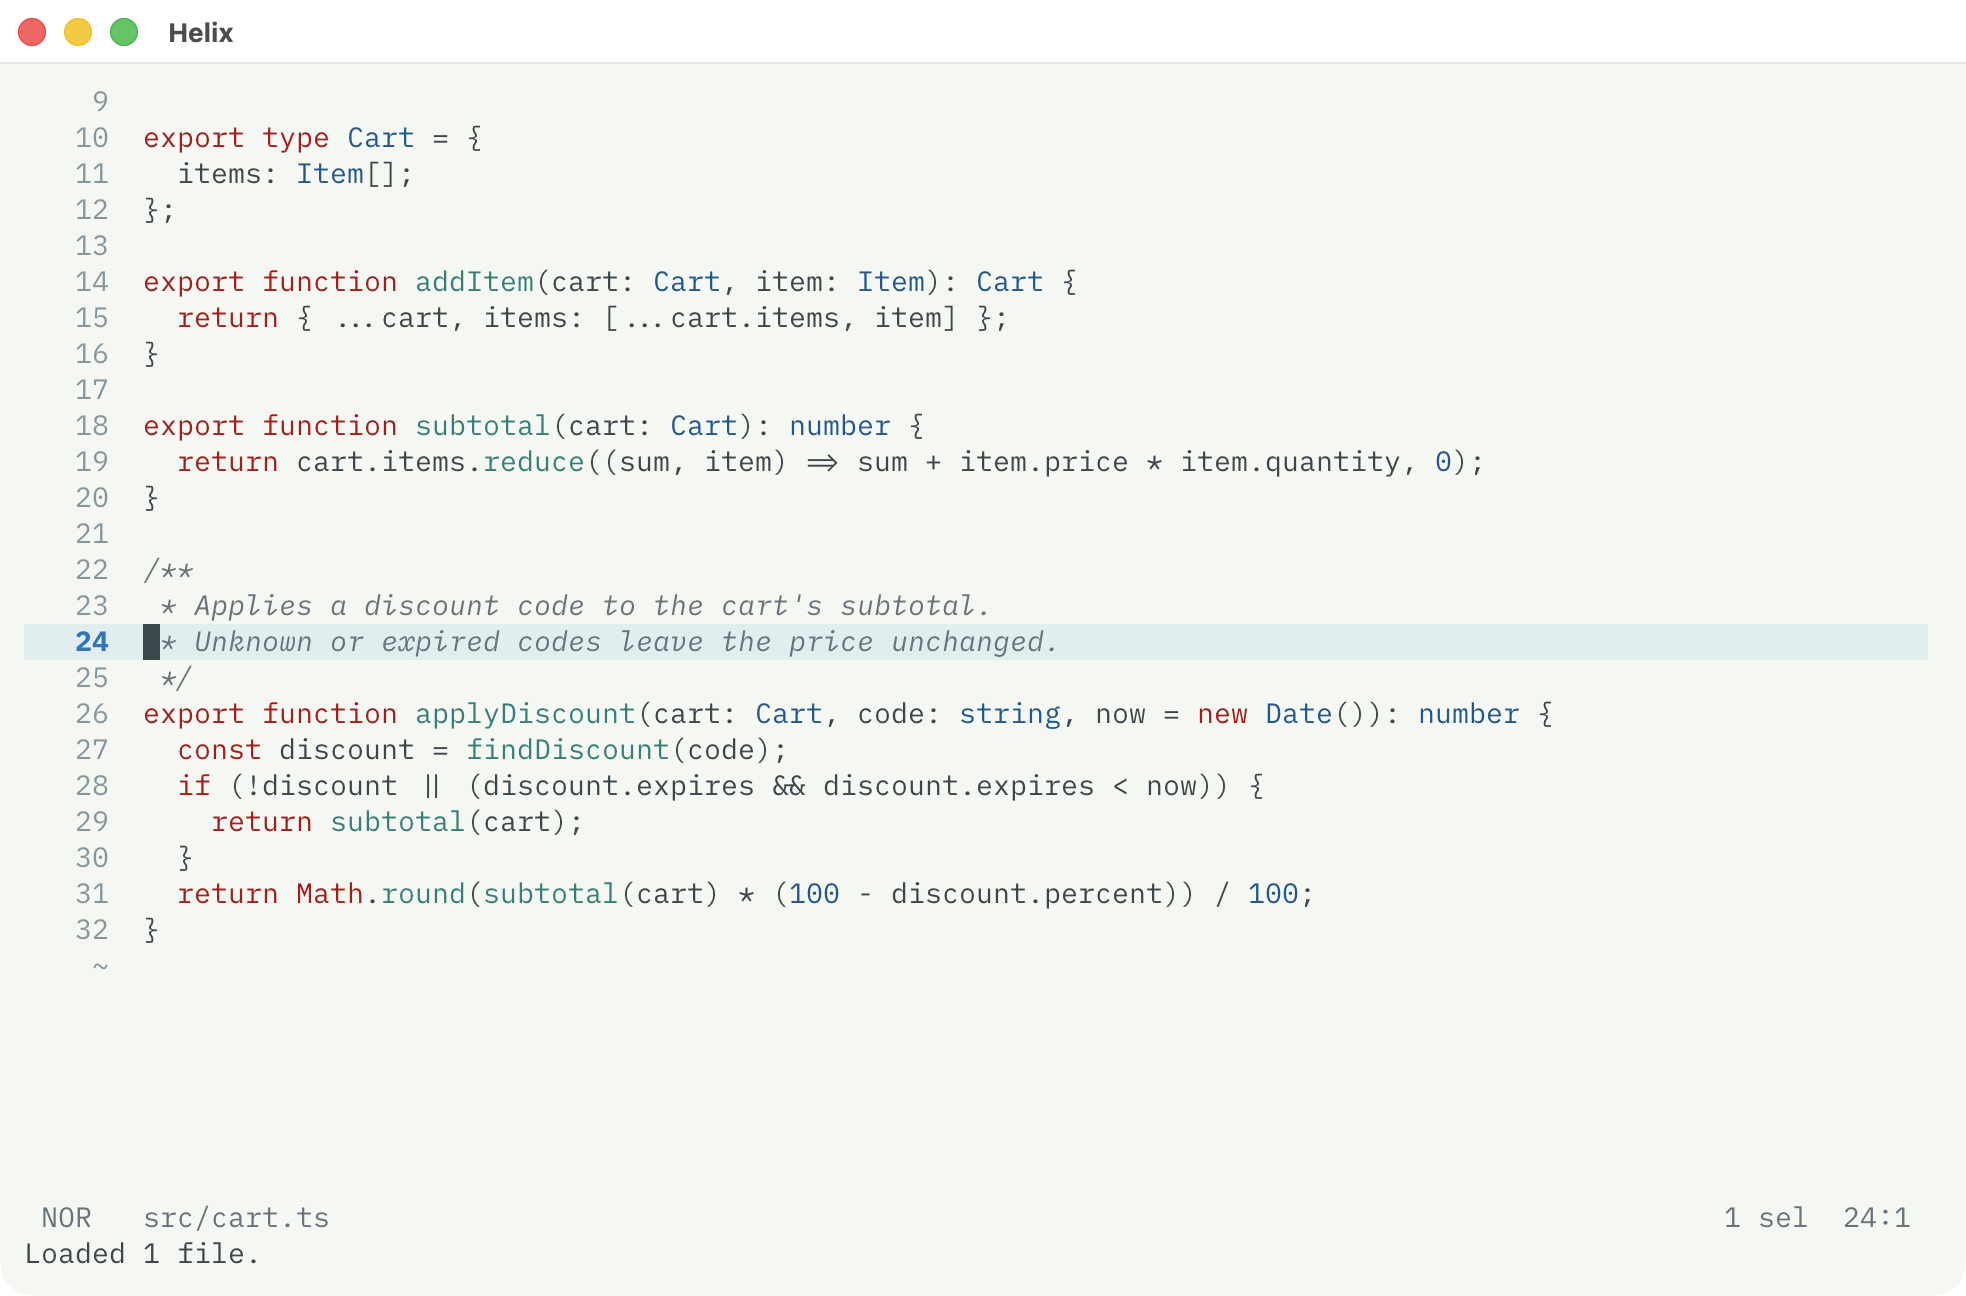 Helix
9
10 export type Cart = {
11   items: Item[];
12 };
13
14 export function addItem(cart: Cart, item: Item): Cart {
15   return { ...cart, items: [...cart.items, item] };
16 }
17
18 export function subtotal(cart: Cart): number {
19   return cart.items.reduce((sum, item) => sum + item.price * item.quantity, 0);
20 }
21
22 /**
23  * Applies a discount code to the cart's subtotal.
24  * Unknown or expired codes leave the price unchanged.
25  */
26 export function applyDiscount(cart: Cart, code: string, now = new Date()): number {
27   const discount = findDiscount(code);
28   if (!discount || (discount.expires && discount.expires < now)) {
29     return subtotal(cart);
30   }
31   return Math.round(subtotal(cart) * (100 - discount.percent)) / 100;
32 }
~
NOR   src/cart.ts   1 sel  24:1
Loaded 1 file.